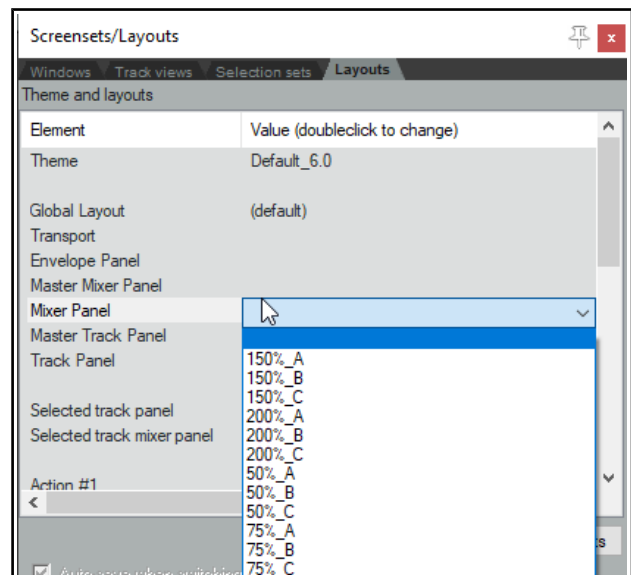 Screensets/Layouts
x
Windows Track views Selection sets Layouts
Theme and layouts
Element Value (doubleclick to change)
Theme Default_6.0
Global Layout (default)
Transport
Envelope Panel
Master Mixer Panel
Mixer Panel
Master Track Panel
Track Panel
150%_A
150%_B
150%_C
Selected track panel
200%_A
Selected track mixer panel
200%_B
200%_C
50%_A
Action #1
50%_B
50%_C
75%_A
75%_B
75%_C